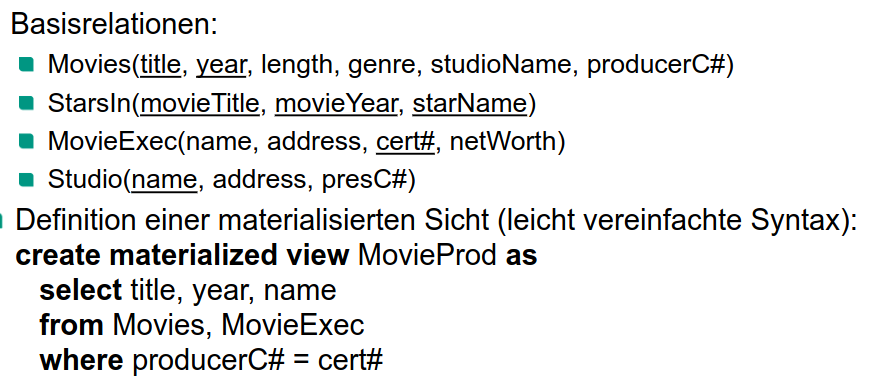 Basisrelationen:
Movies(title, year, length, genre, studioName, producerC#)
StarsIn(movieTitle, movieYear, starName)
MovieExec(name, address, cert#, netWorth)
Studio(name, address, presC#)
Definition einer materialisierten Sicht (leicht vereinfachte Syntax):
create materialized view MovieProd as
select title, year, name
from Movies, MovieExec
where producerC# = cert#